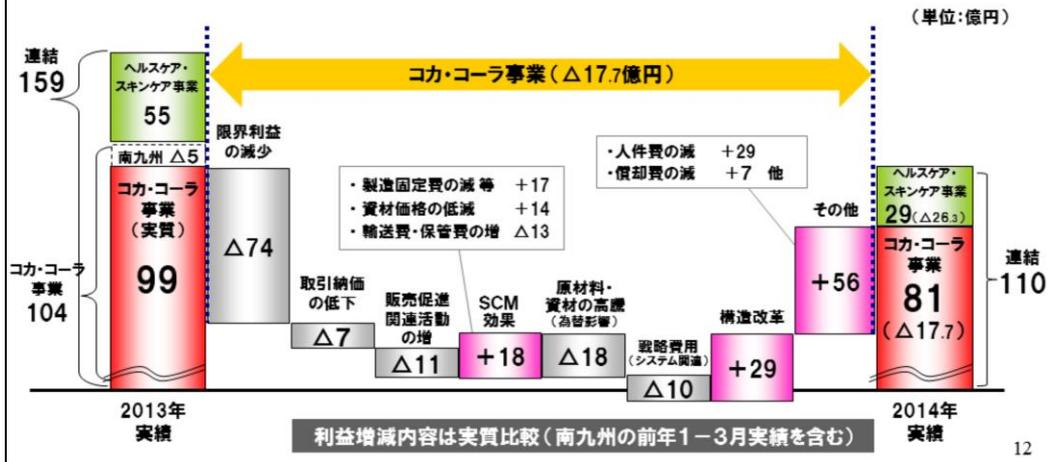 (単位:億円)
連結
159
ヘルスケア・
スキンケア事業
55
南九州 △5
コカ・コーラ
事業
(実質)
99
コカ・コーラ
事業
104
コカ・コーラ事業(△17.7億円)
限界利益
の減少
△74
取引納価
の低下
△7
販売促進
関連活動
の増
△11
・製造固定費の減 等 +17
・資材価格の低減 +14
・輸送費・保管費の増 △13
SCM
効果
+18
原材料・
資材の高騰
(為替影響)
△18
戦略費用
(システム関連)
△10
構造改革
+29
・人件費の減 +29
・償却費の減 +7 他
その他
+56
ヘルスケア・
スキンケア事業
29(△26.3)
コカ・コーラ
事業
81
(△17.7)
連結
110
2013年
実績
2014年
実績
利益増減内容は実質比較(南九州の前年1-3月実績を含む)
12